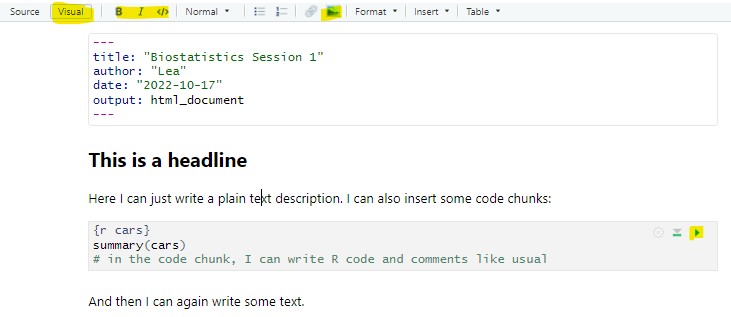 Source Visual B I </> Normal Format Insert Table
---
title: "Biostatistics Session 1"
author: "Lea"
date: "2022-10-17"
output: html_document
---
This is a headline
Here I can just write a plain text description. I can also insert some code chunks:
{r cars}
summary(cars)
# in the code chunk, I can write R code and comments like usual
And then I can again write some text.